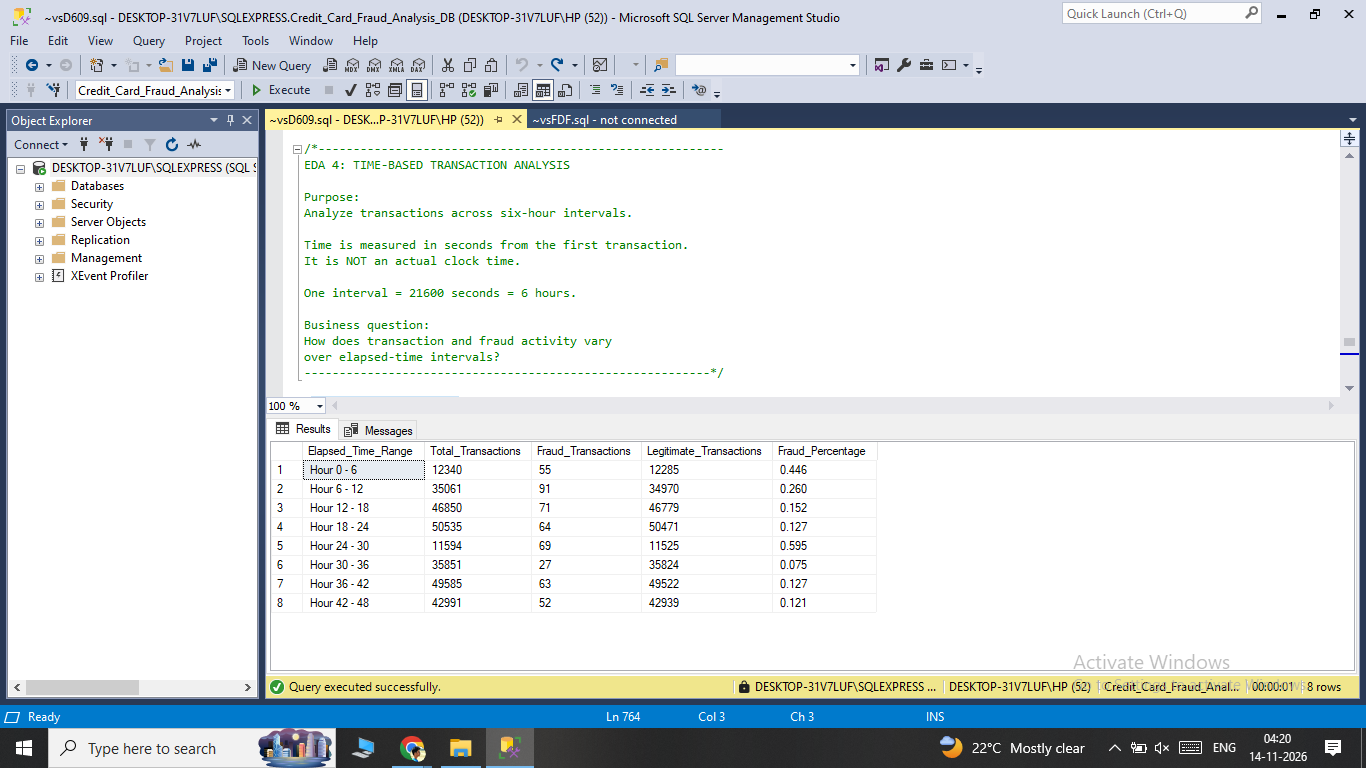 ~vsD609.sql - DESKTOP-31V7LUF\SQLEXPRESS.Credit_Card_Fraud_Analysis_DB (DESKTOP-31V7LUF\HP (52)) - Microsoft SQL Server Management Studio
Quick Launch (Ctrl+Q)
File Edit View Query Project Tools Window Help
New Query MDX DMX XMLA DAX
Credit_Card_Fraud_Analysis Execute
Object Explorer
~vsD609.sql - DESK...P-31V7LUF\HP (52)) ~vsFDF.sql - not connected
Connect
DESKTOP-31V7LUF\SQLEXPRESS (SQL S
Databases
Security
Server Objects
Replication
Management
XEvent Profiler
/*----------------------------------------------------------
EDA 4: TIME-BASED TRANSACTION ANALYSIS
Purpose:
Analyze transactions across six-hour intervals.
Time is measured in seconds from the first transaction.
It is NOT an actual clock time.
One interval = 21600 seconds = 6 hours.
Business question:
How does transaction and fraud activity vary
over elapsed-time intervals?
----------------------------------------------------------*/
100 %
Results Messages
Elapsed_Time_Range Total_Transactions Fraud_Transactions Legitimate_Transactions Fraud_Percentage
1 Hour 0 - 6 12340 55 12285 0.446
2 Hour 6 - 12 35061 91 34970 0.260
3 Hour 12 - 18 46850 71 46779 0.152
4 Hour 18 - 24 50535 64 50471 0.127
5 Hour 24 - 30 11594 69 11525 0.595
6 Hour 30 - 36 35851 27 35824 0.075
7 Hour 36 - 42 49585 63 49522 0.127
8 Hour 42 - 48 42991 52 42939 0.121
Activate Windows
Go to Settings to activate Windows.
Query executed successfully. DESKTOP-31V7LUF\SQLEXPRESS ... DESKTOP-31V7LUF\HP (52) Credit_Card_Fraud_Anal... 00:00:01 8 rows
Ready Ln 764 Col 3 Ch 3 INS
Type here to search 22°C Mostly clear ENG 04:20
14-11-2026